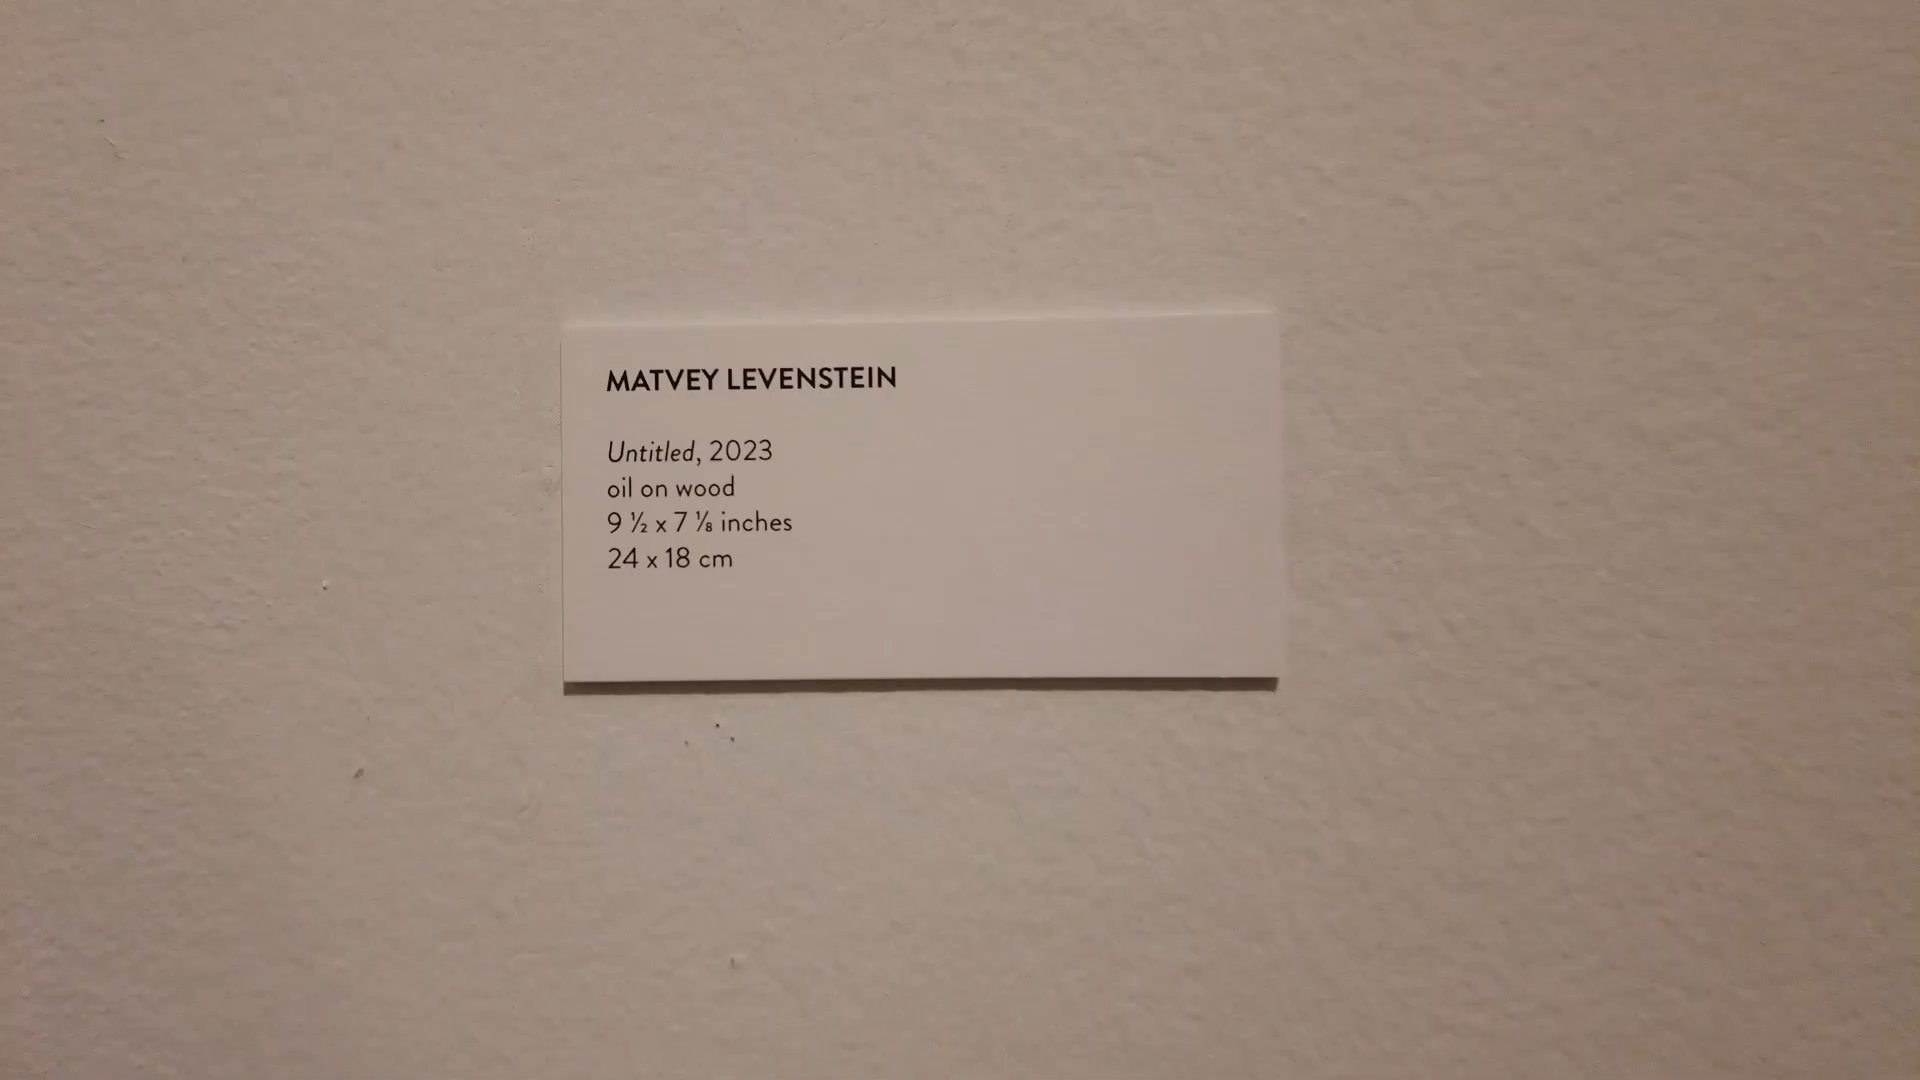 MATVEY LEVENSTEIN
Untitled, 2023
oil on wood
9 ½ x 7 ⅛ inches
24 x 18 cm